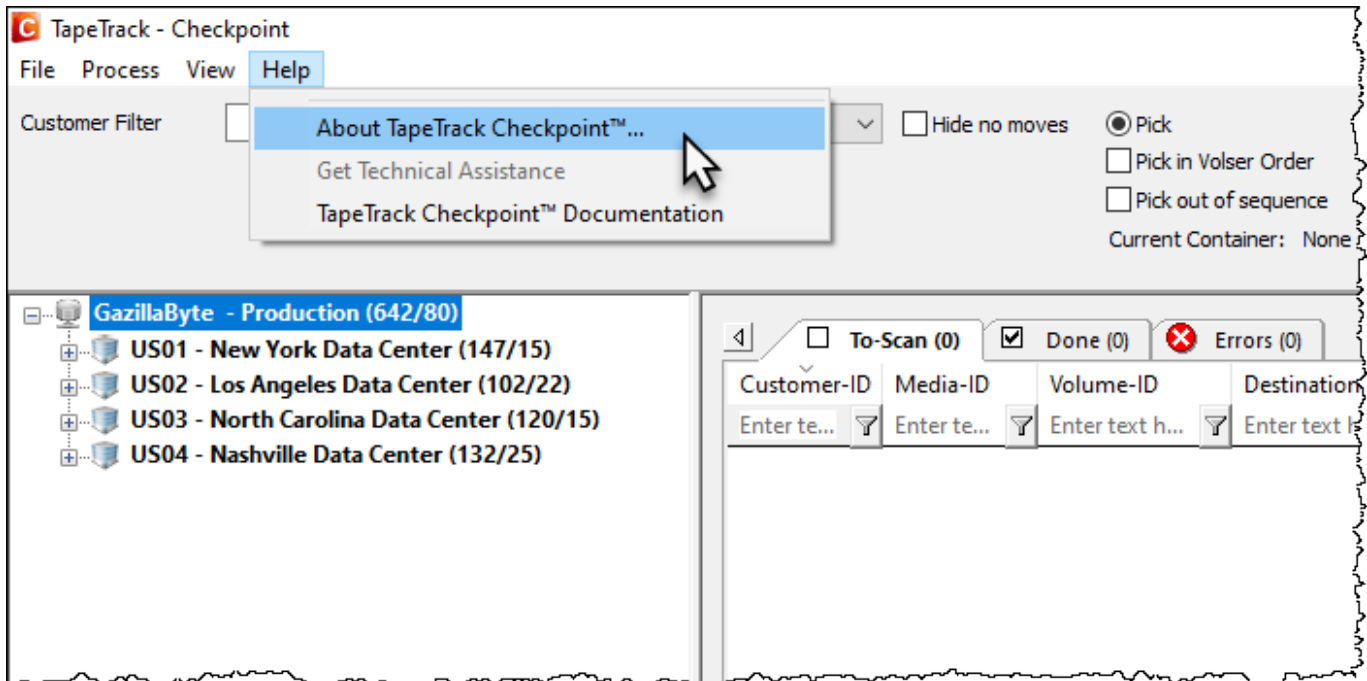 C TapeTrack - Checkpoint
File Process View Help
Customer Filter
About TapeTrack Checkpoint™...
Get Technical Assistance
TapeTrack Checkpoint™ Documentation
Hide no moves
Pick
Pick in Volser Order
Pick out of sequence
Current Container: None
GazillaByte - Production (642/80)
US01 - New York Data Center (147/15)
US02 - Los Angeles Data Center (102/22)
US03 - North Carolina Data Center (120/15)
US04 - Nashville Data Center (132/25)
To-Scan (0) Done (0) Errors (0)
Customer-ID Media-ID Volume-ID Destination
Enter te... Enter te... Enter text h... Enter text